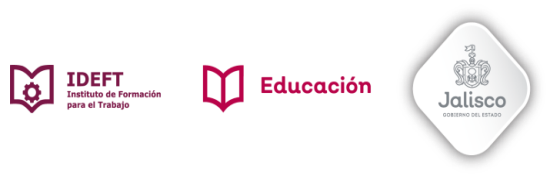 IDEFT
Instituto de Formación
para el Trabajo
Educación
Jalisco
GOBIERNO DEL ESTADO